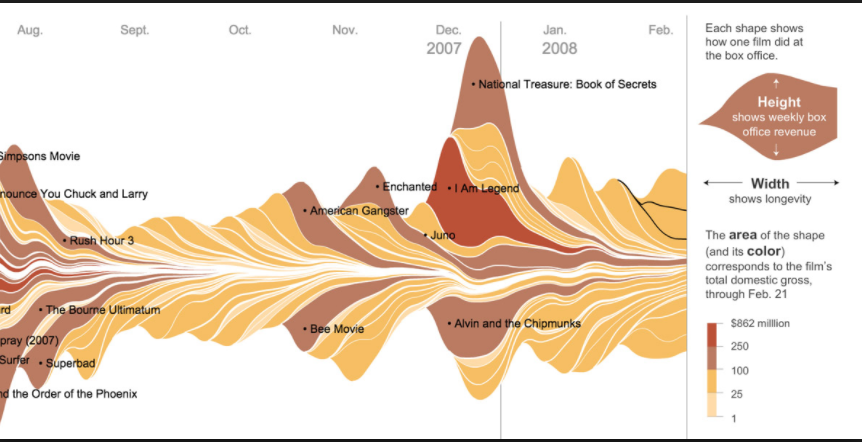 Aug.
Sept.
Oct.
Nov.
Dec.
2007
Jan.
2008
Feb.
National Treasure: Book of Secrets
Simpsons Movie
nounce You Chuck and Larry
Enchanted
I Am Legend
American Gangster
Rush Hour 3
Juno
rd
The Bourne Ultimatum
Bee Movie
Alvin and the Chipmunks
pray (2007)
Surfer
Superbad
nd the Order of the Phoenix
Each shape shows
how one film did at
the box office.
Height
shows weekly box
office revenue
Width
shows longevity
The area of the shape
(and its color)
corresponds to the film's
total domestic gross,
through Feb. 21
$862 milllion
250
100
25
1